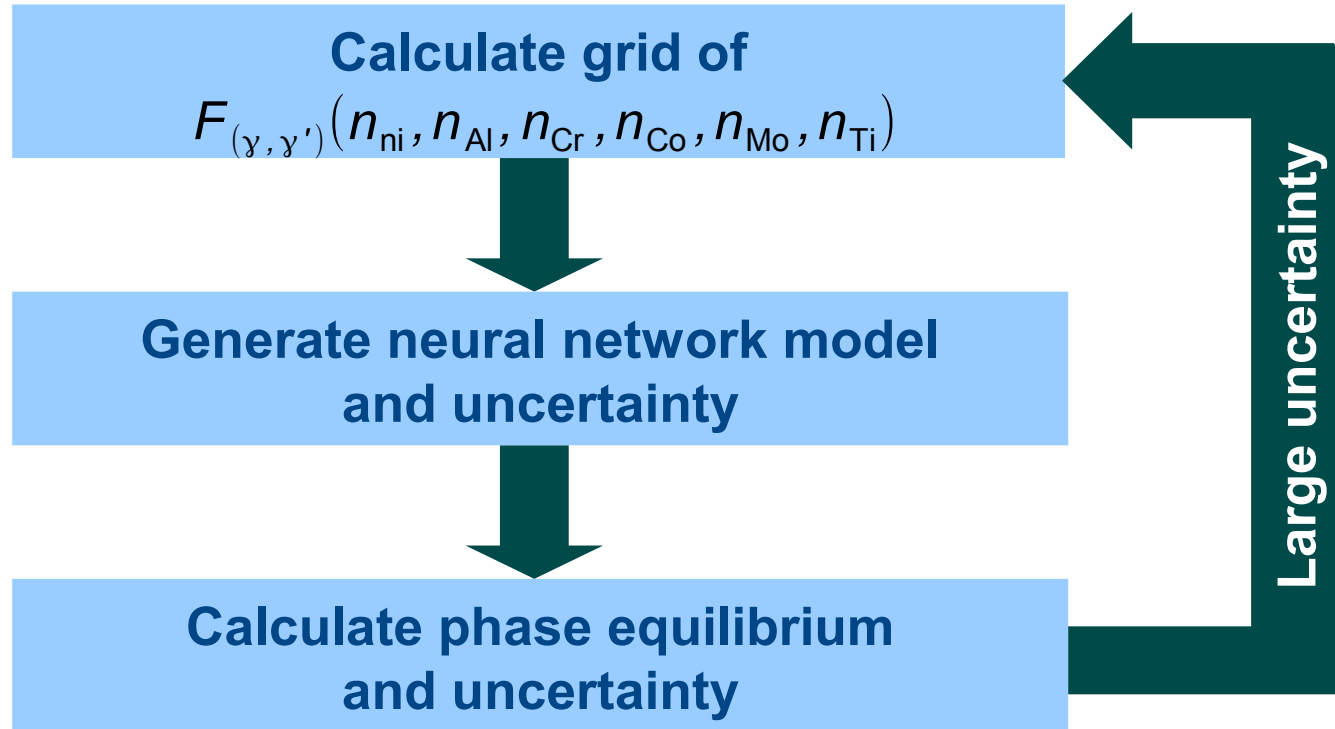 Calculate grid of
F(γ,γ')(nni,nAl,nCr,nCo,nMo,nTi)
Generate neural network model
and uncertainty
Calculate phase equilibrium
and uncertainty
Large uncertainty